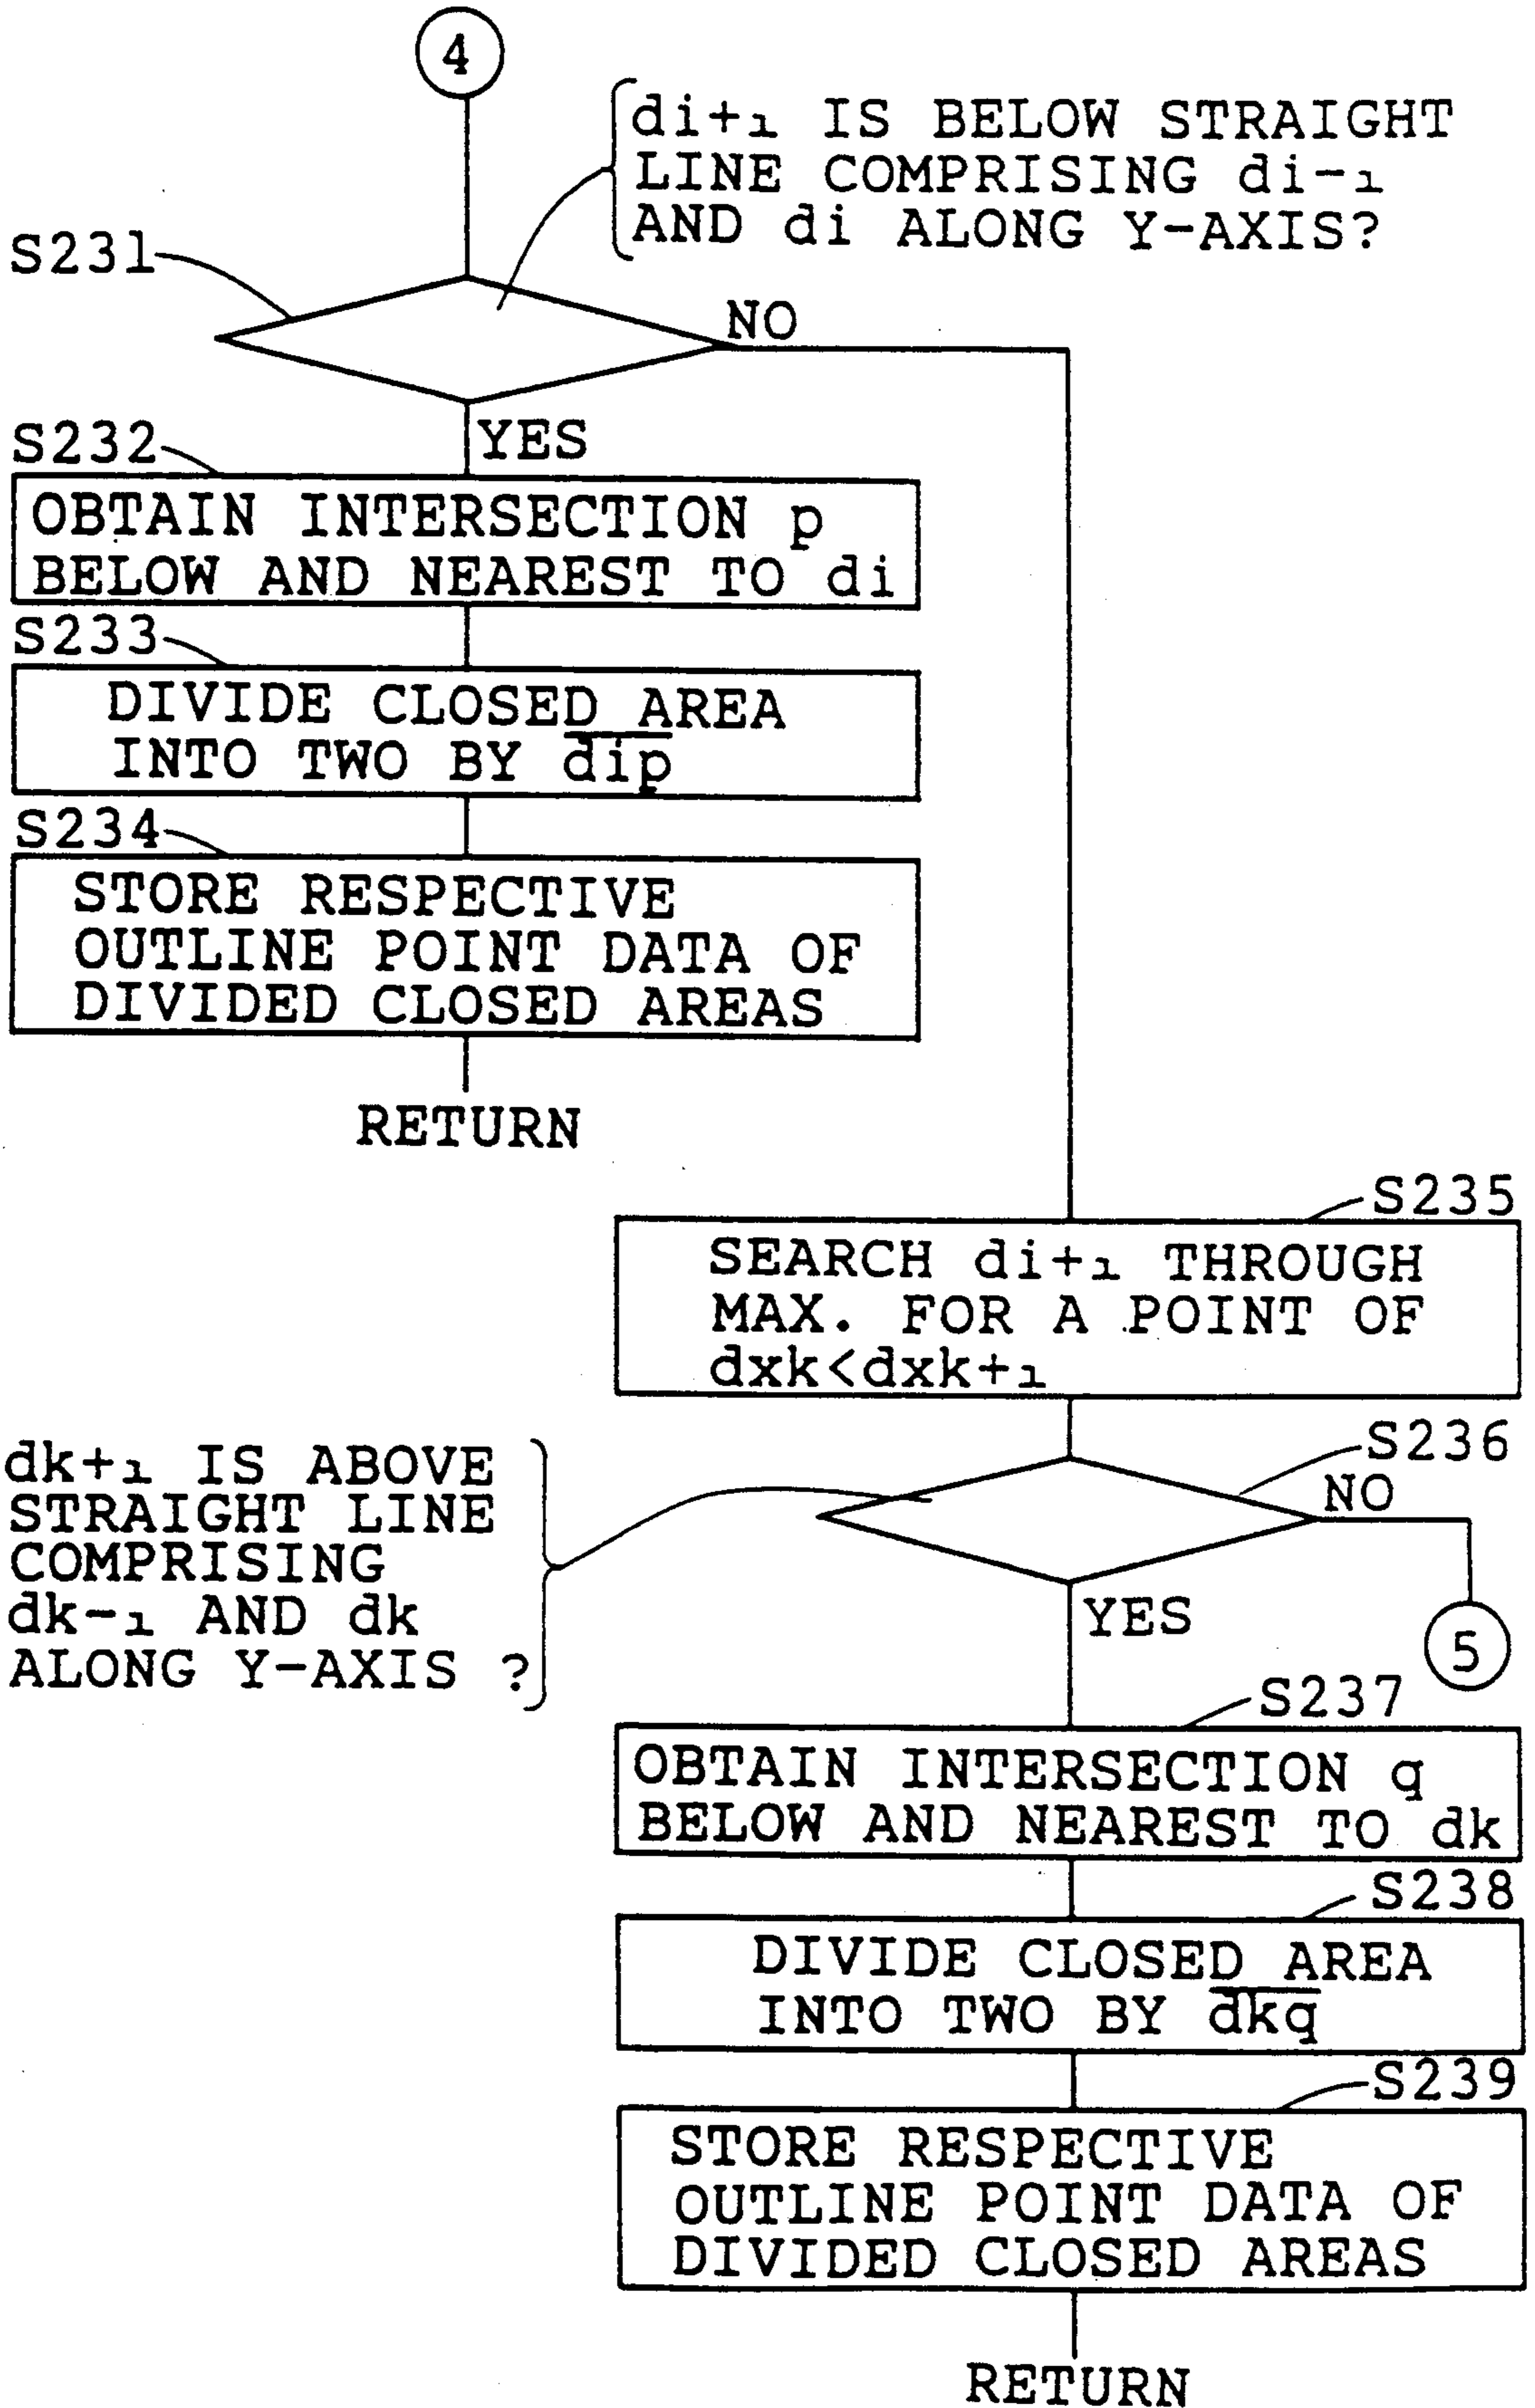 4
di+1 IS BELOW STRAIGHT
LINE COMPRISING di-1
AND di ALONG Y-AXIS?
S231
NO
YES
S232
OBTAIN INTERSECTION p
BELOW AND NEAREST TO di
S233
DIVIDE CLOSED AREA
INTO TWO BY dip
S234
STORE RESPECTIVE
OUTLINE POINT DATA OF
DIVIDED CLOSED AREAS
RETURN
S235
SEARCH di+1 THROUGH
MAX. FOR A POINT OF
dxk<dxk+1
S236
dk+1 IS ABOVE
STRAIGHT LINE
COMPRISING
dk-1 AND dk
ALONG Y-AXIS ?
NO
YES
5
S237
OBTAIN INTERSECTION q
BELOW AND NEAREST TO dk
S238
DIVIDE CLOSED AREA
INTO TWO BY dkq
S239
STORE RESPECTIVE
OUTLINE POINT DATA OF
DIVIDED CLOSED AREAS
RETURN